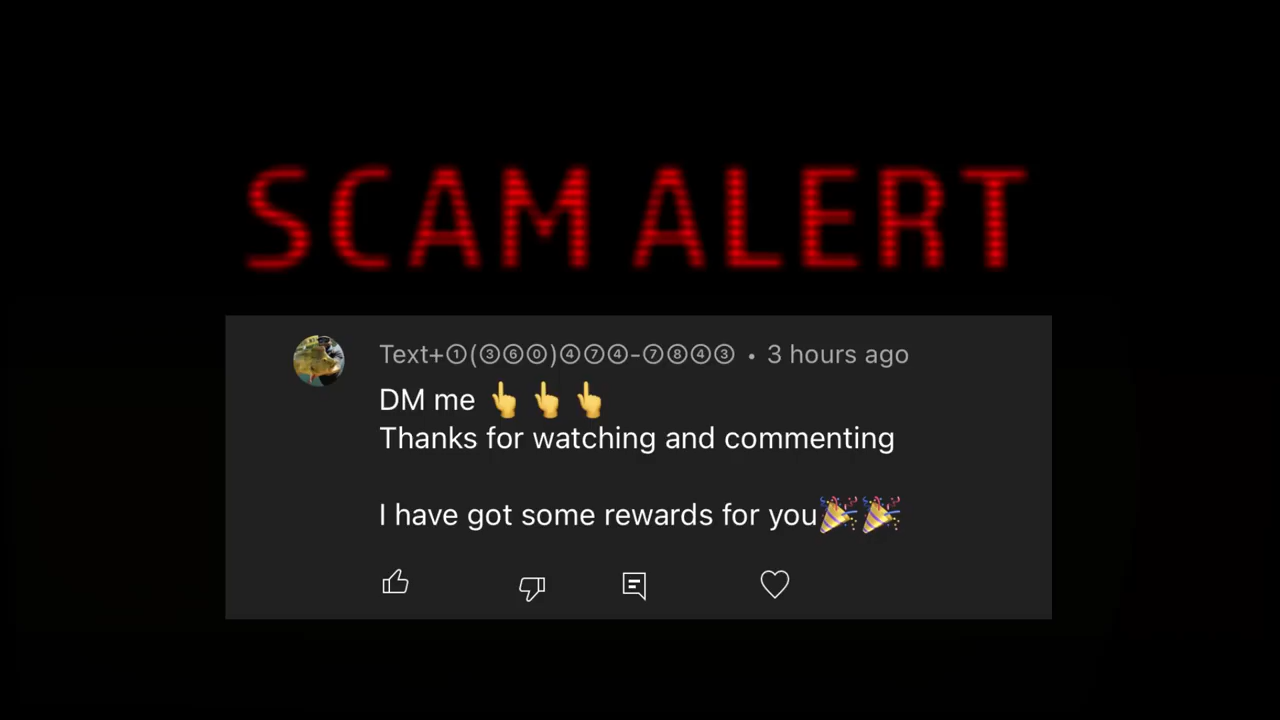 SCAM ALERT
Text+①(③⑥⓪)④⑦④-⑦⑧④③ • 3 hours ago
DM me 👆👆👆
Thanks for watching and commenting
I have got some rewards for you🎉🎉